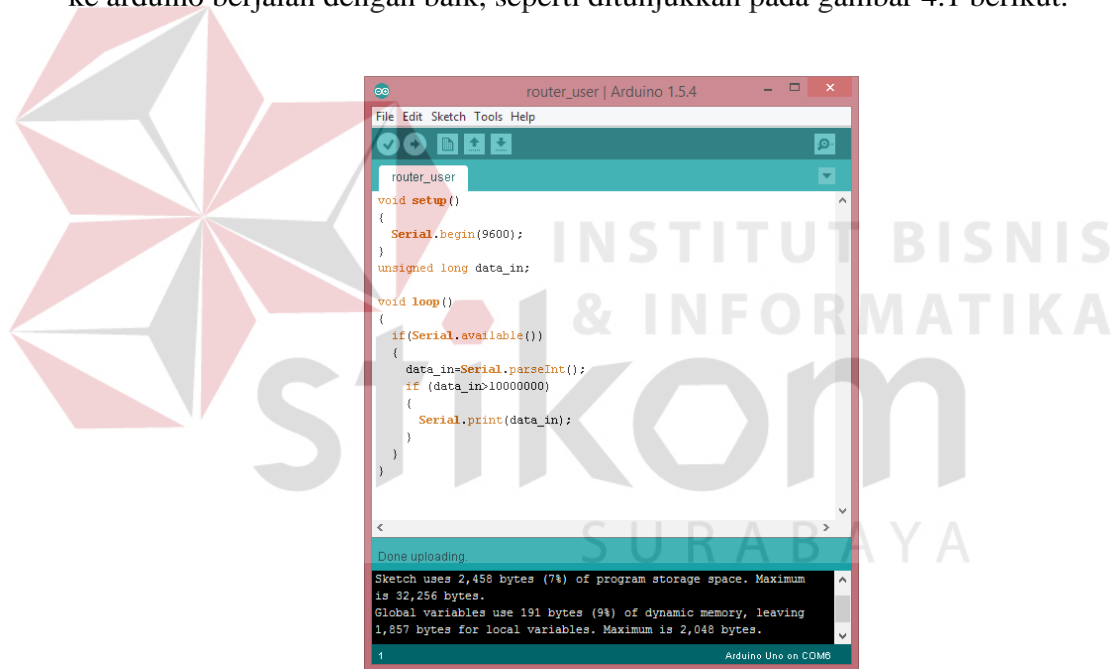 ke arduino berjalan dengan baik, seperti ditunjukkan pada gambar 4.1 berikut.
router_user | Arduino 1.5.4
File Edit Sketch Tools Help
router_user
void setup()
{
  Serial.begin(9600);
}
unsigned long data_in;
void loop()
{
  if(Serial.available())
  {
    data_in=Serial.parseInt();
    if (data_in>10000000)
    {
      Serial.print(data_in);
    }
  }
}
Done uploading.
Sketch uses 2,458 bytes (7%) of program storage space. Maximum
is 32,256 bytes.
Global variables use 191 bytes (9%) of dynamic memory, leaving
1,857 bytes for local variables. Maximum is 2,048 bytes.
1
Arduino Uno on COM6
INSTITUT BISNIS
& INFORMATIKA
stikom
SURABAYA